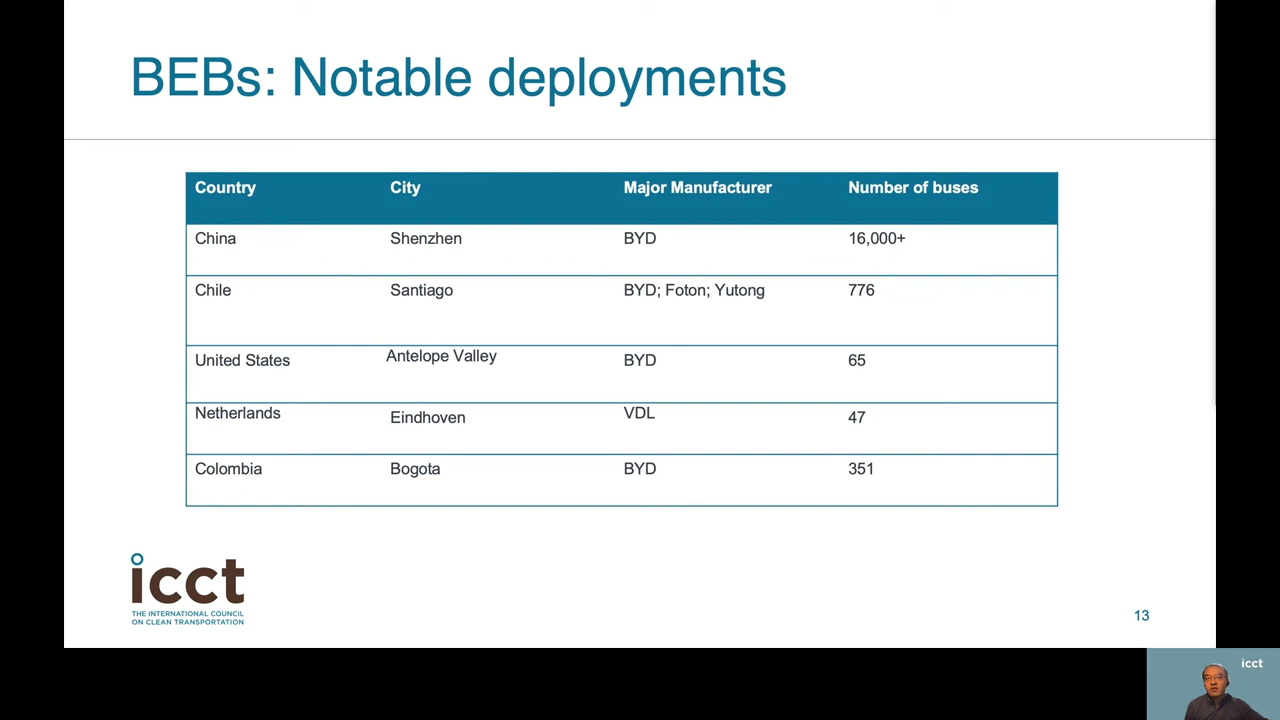 BEBs: Notable deployments
Country City Major Manufacturer Number of buses
China Shenzhen BYD 16,000+
Chile Santiago BYD; Foton; Yutong 776
United States Antelope Valley BYD 65
Netherlands Eindhoven VDL 47
Colombia Bogota BYD 351
icct
THE INTERNATIONAL COUNCIL
ON CLEAN TRANSPORTATION
13
icct